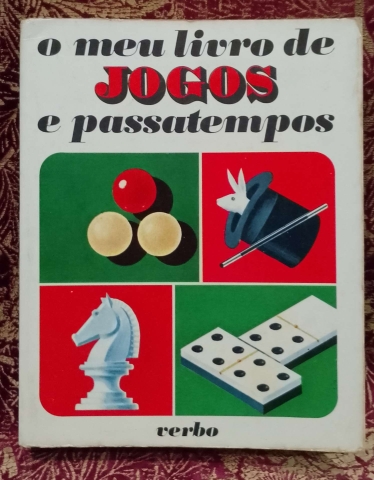 o meu livro de
JOGOS
e passatempos
verbo